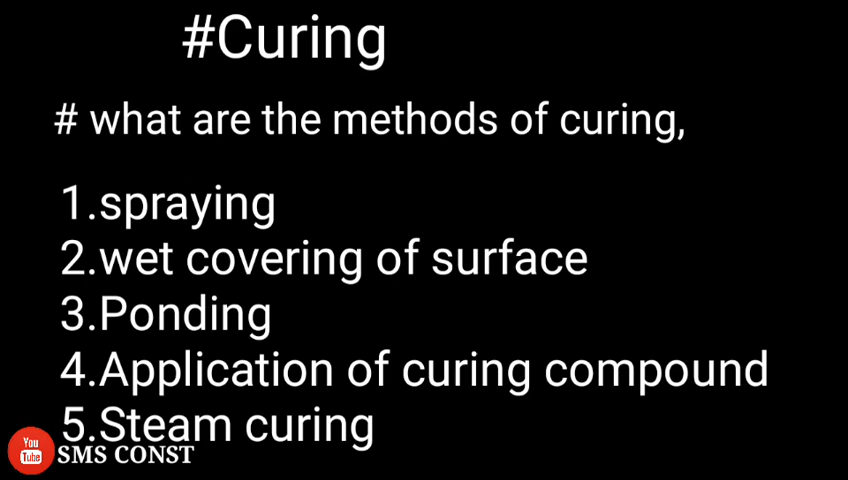 #Curing
# what are the methods of curing,
1.spraying
2.wet covering of surface
3.Ponding
4.Application of curing compound
5.Steam curing
You
Tube
SMS CONST